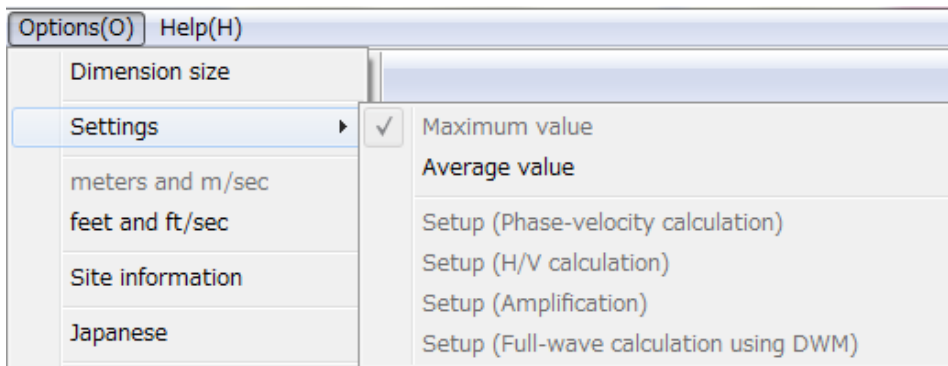 Options(O) Help(H)
Dimension size
Settings
meters and m/sec
feet and ft/sec
Site information
Japanese
Maximum value
Average value
Setup (Phase-velocity calculation)
Setup (H/V calculation)
Setup (Amplification)
Setup (Full-wave calculation using DWM)